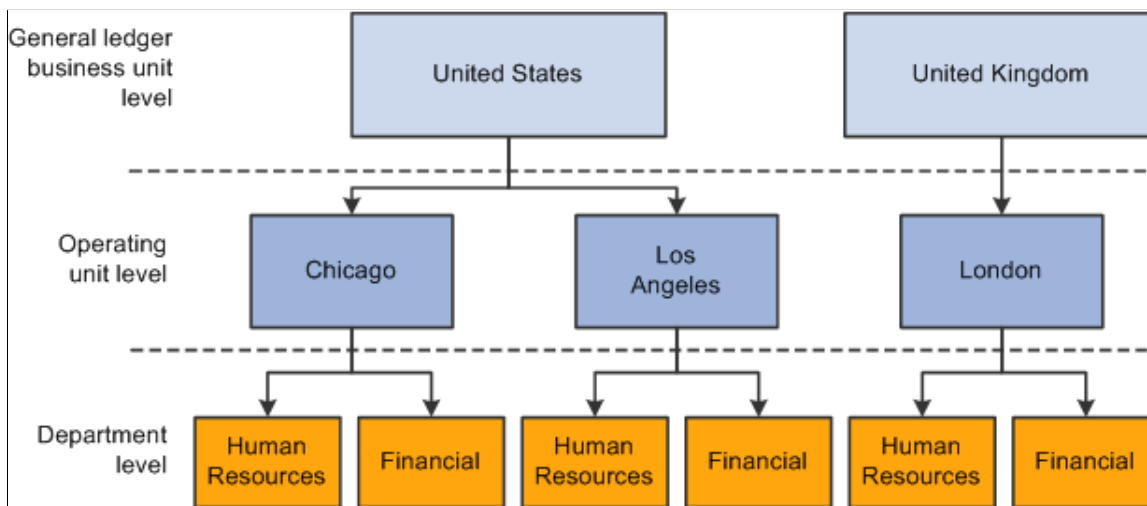 General ledger
business unit
level
United States
United Kingdom
Operating
unit level
Chicago
Los
Angeles
London
Department
level
Human
Resources
Financial
Human
Resources
Financial
Human
Resources
Financial